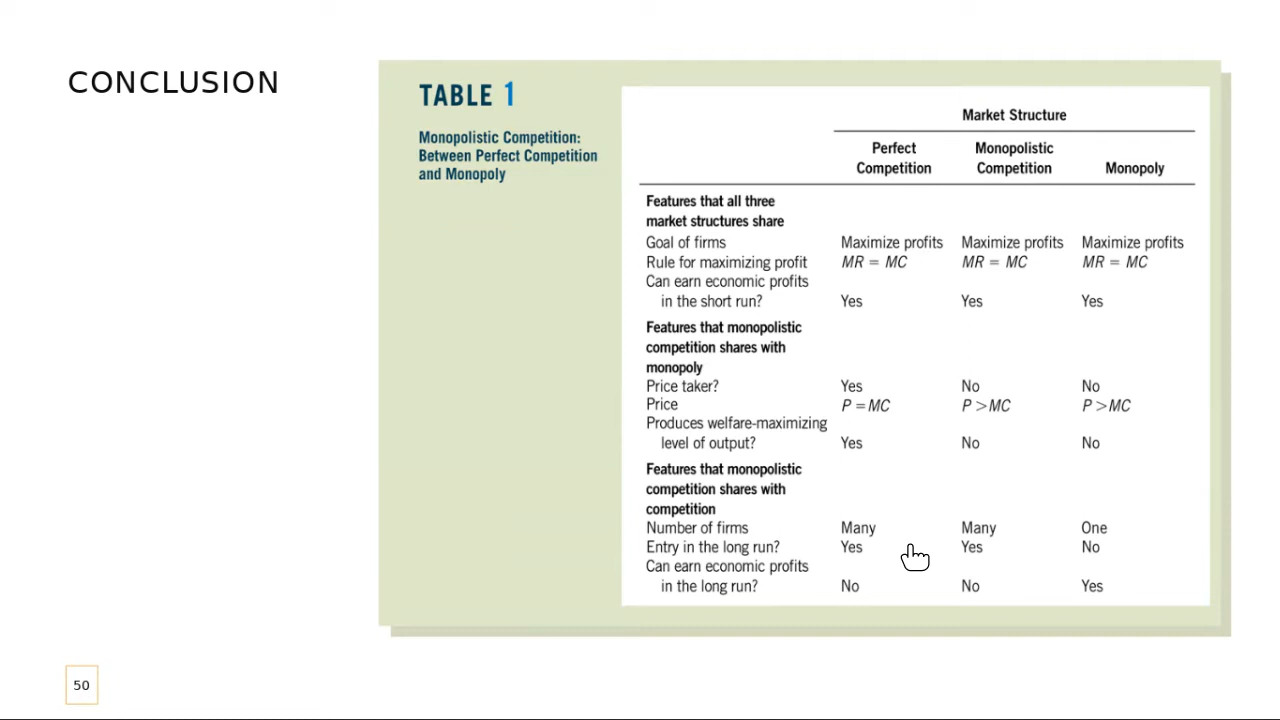 CONCLUSION
TABLE 1
Monopolistic Competition:
Between Perfect Competition
and Monopoly
Market Structure
Perfect Competition Monopolistic Competition Monopoly
Features that all three
market structures share
Goal of firms Maximize profits Maximize profits Maximize profits
Rule for maximizing profit MR = MC MR = MC MR = MC
Can earn economic profits
in the short run? Yes Yes Yes
Features that monopolistic
competition shares with
monopoly
Price taker? Yes No No
Price P = MC P > MC P > MC
Produces welfare-maximizing
level of output? Yes No No
Features that monopolistic
competition shares with
competition
Number of firms Many Many One
Entry in the long run? Yes Yes No
Can earn economic profits
in the long run? No No Yes
50